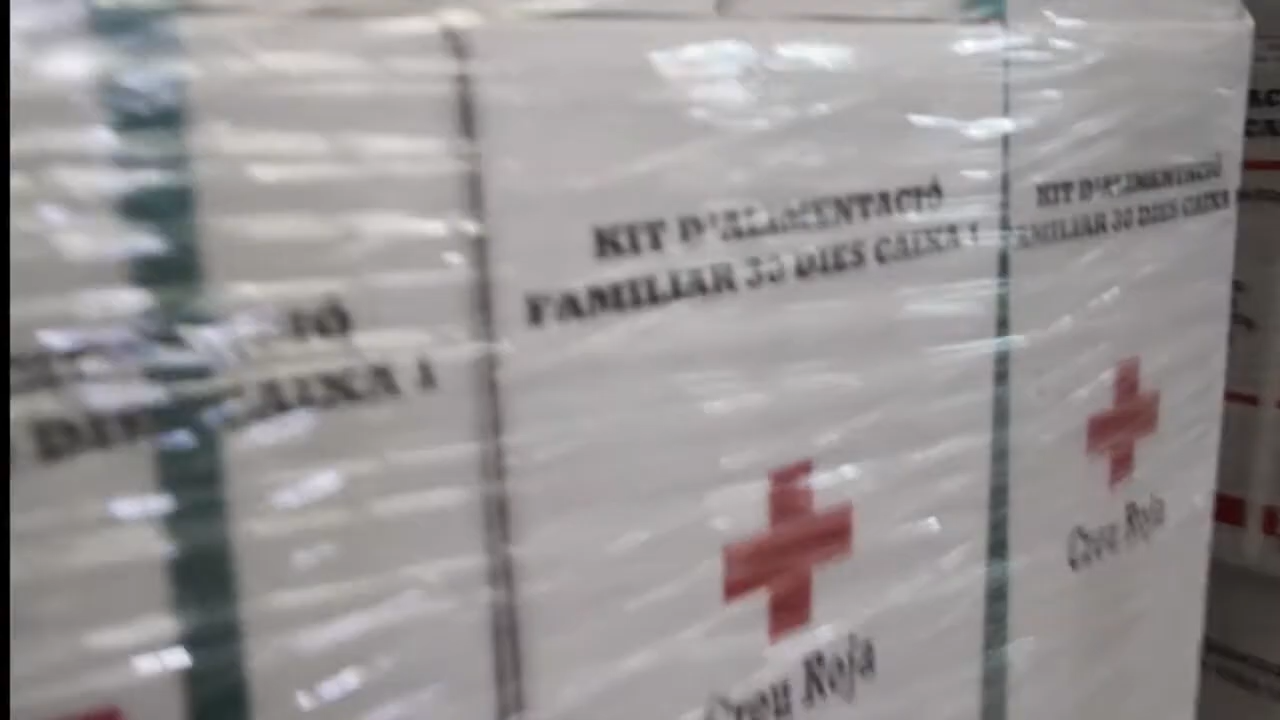 IÓ
CAIXA 1
KIT D'ALIMENTACIÓ
FAMILIAR 30 DIES CAIXA 1
Creu Roja
KIT D'ALIMENTACIÓ
FAMILIAR 30 DIES CAIXA
Creu Roja